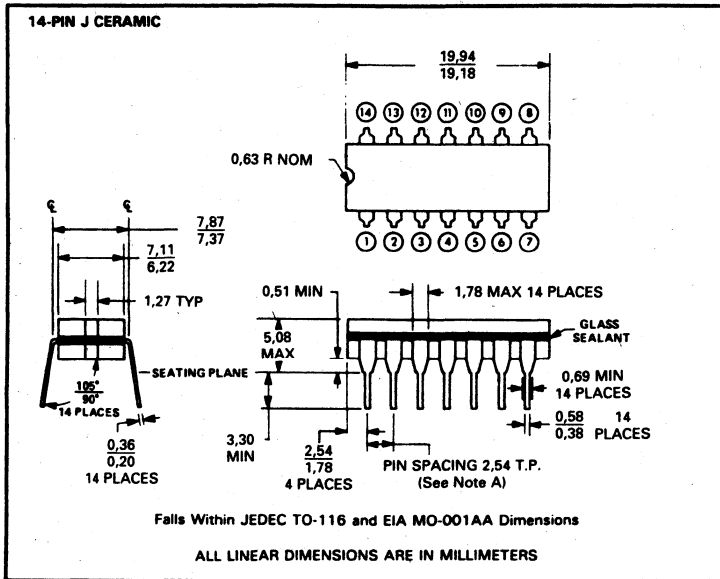 14-PIN J CERAMIC
19,94
19,18
14 13 12 11 10 9 8
0,63 R NOM
1 2 3 4 5 6 7
℄ ℄
7,87
7,37
7,11
6,22
1,27 TYP
0,51 MIN
1,78 MAX 14 PLACES
5,08
MAX
GLASS
SEALANT
SEATING PLANE
105°
90°
14 PLACES
0,69 MIN
14 PLACES
0,36
0,20
14 PLACES
3,30
MIN
2,54
1,78
4 PLACES
0,58
0,38
14
PLACES
PIN SPACING 2,54 T.P.
(See Note A)
Falls Within JEDEC TO-116 and EIA MO-001AA Dimensions
ALL LINEAR DIMENSIONS ARE IN MILLIMETERS